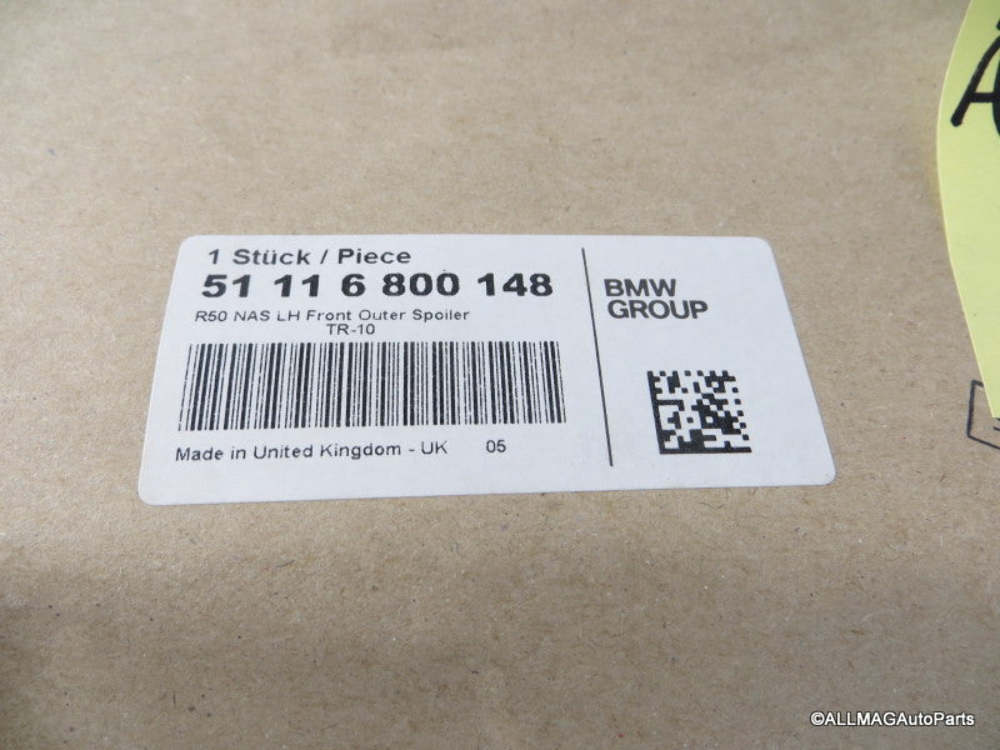 1 Stück / Piece
51 11 6 800 148
R50 NAS LH Front Outer Spoiler
TR-10
Made in United Kingdom - UK 05
BMW
GROUP
©ALLMAGAutoParts